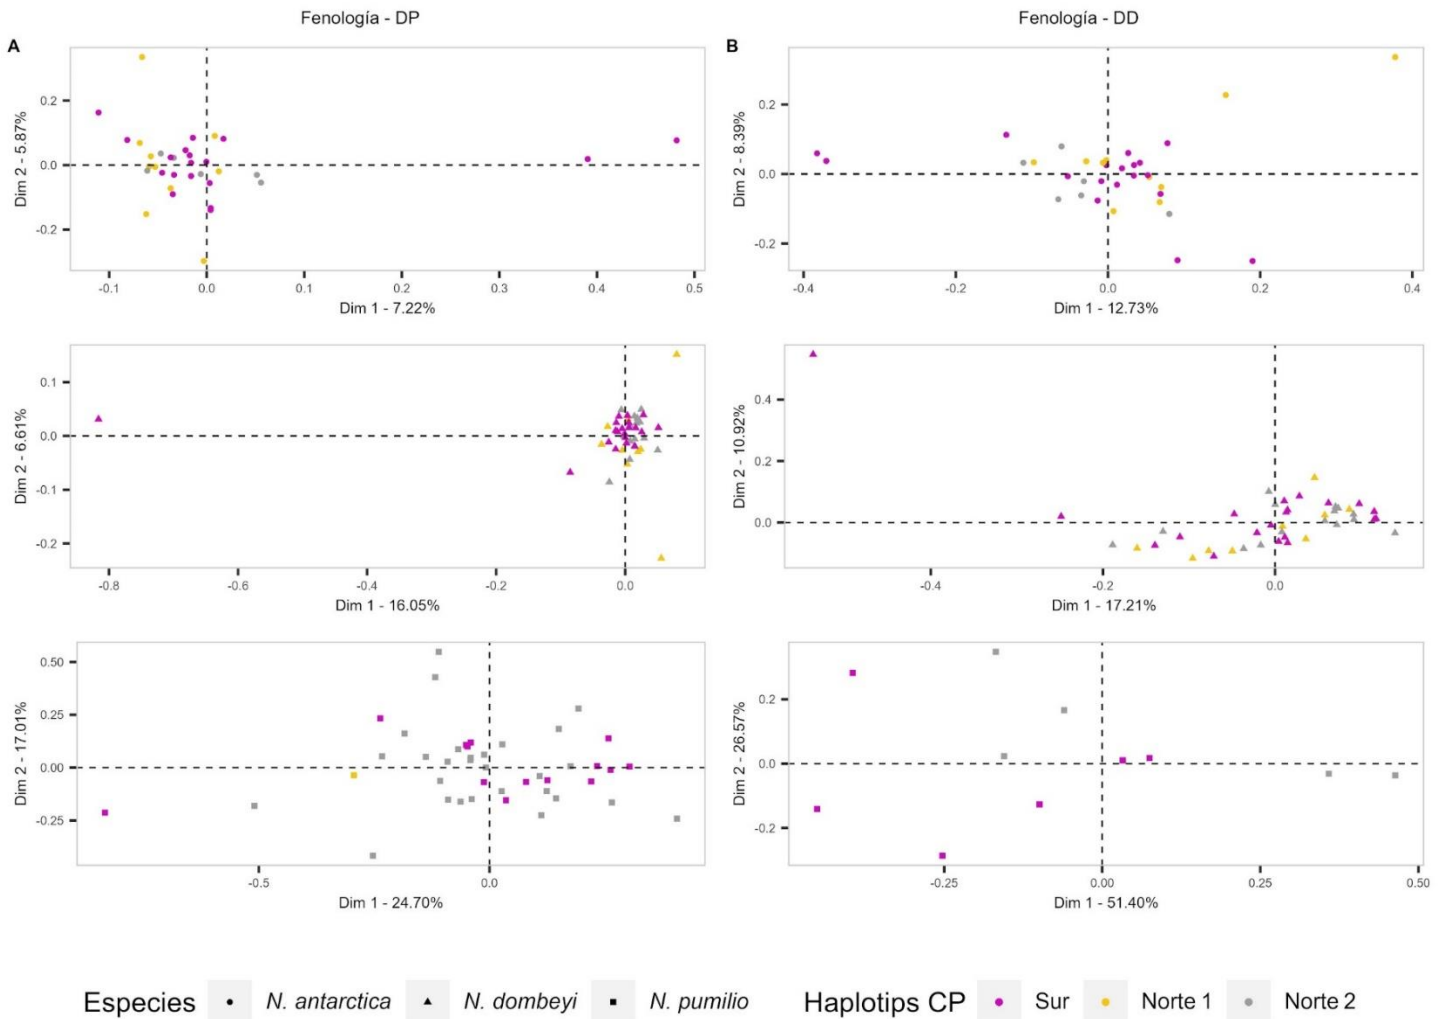 Fenología - DP
Fenología - DD
A
B
Dim 2 - 5.87%
0.2
0.0
-0.2
-0.1
0.0
0.1
0.2
0.3
0.4
0.5
Dim 1 - 7.22%
Dim 2 - 8.39%
0.2
0.0
-0.2
-0.4
-0.2
0.0
0.2
0.4
Dim 1 - 12.73%
Dim 2 - 6.61%
0.1
0.0
-0.1
-0.2
-0.8
-0.6
-0.4
-0.2
0.0
Dim 1 - 16.05%
Dim 2 - 10.92%
0.4
0.2
0.0
-0.4
-0.2
0.0
Dim 1 - 17.21%
Dim 2 - 17.01%
0.50
0.25
0.00
-0.25
-0.5
0.0
Dim 1 - 24.70%
Dim 2 - 26.57%
0.2
0.0
-0.2
-0.25
0.00
0.25
0.50
Dim 1 - 51.40%
Especies N. antarctica N. dombeyi N. pumilio Haplotips CP Sur Norte 1 Norte 2